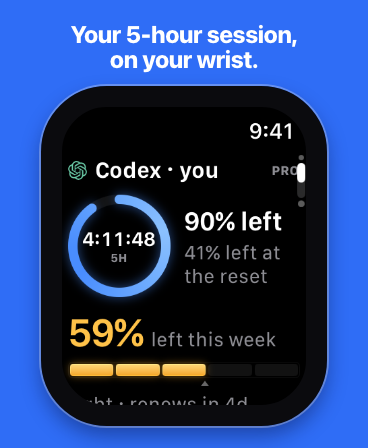 Your 5-hour session,
on your wrist.
9:41
Codex · you PRO
4:11:48
5H
90% left
41% left at
the reset
59% left this week
renews in 4d